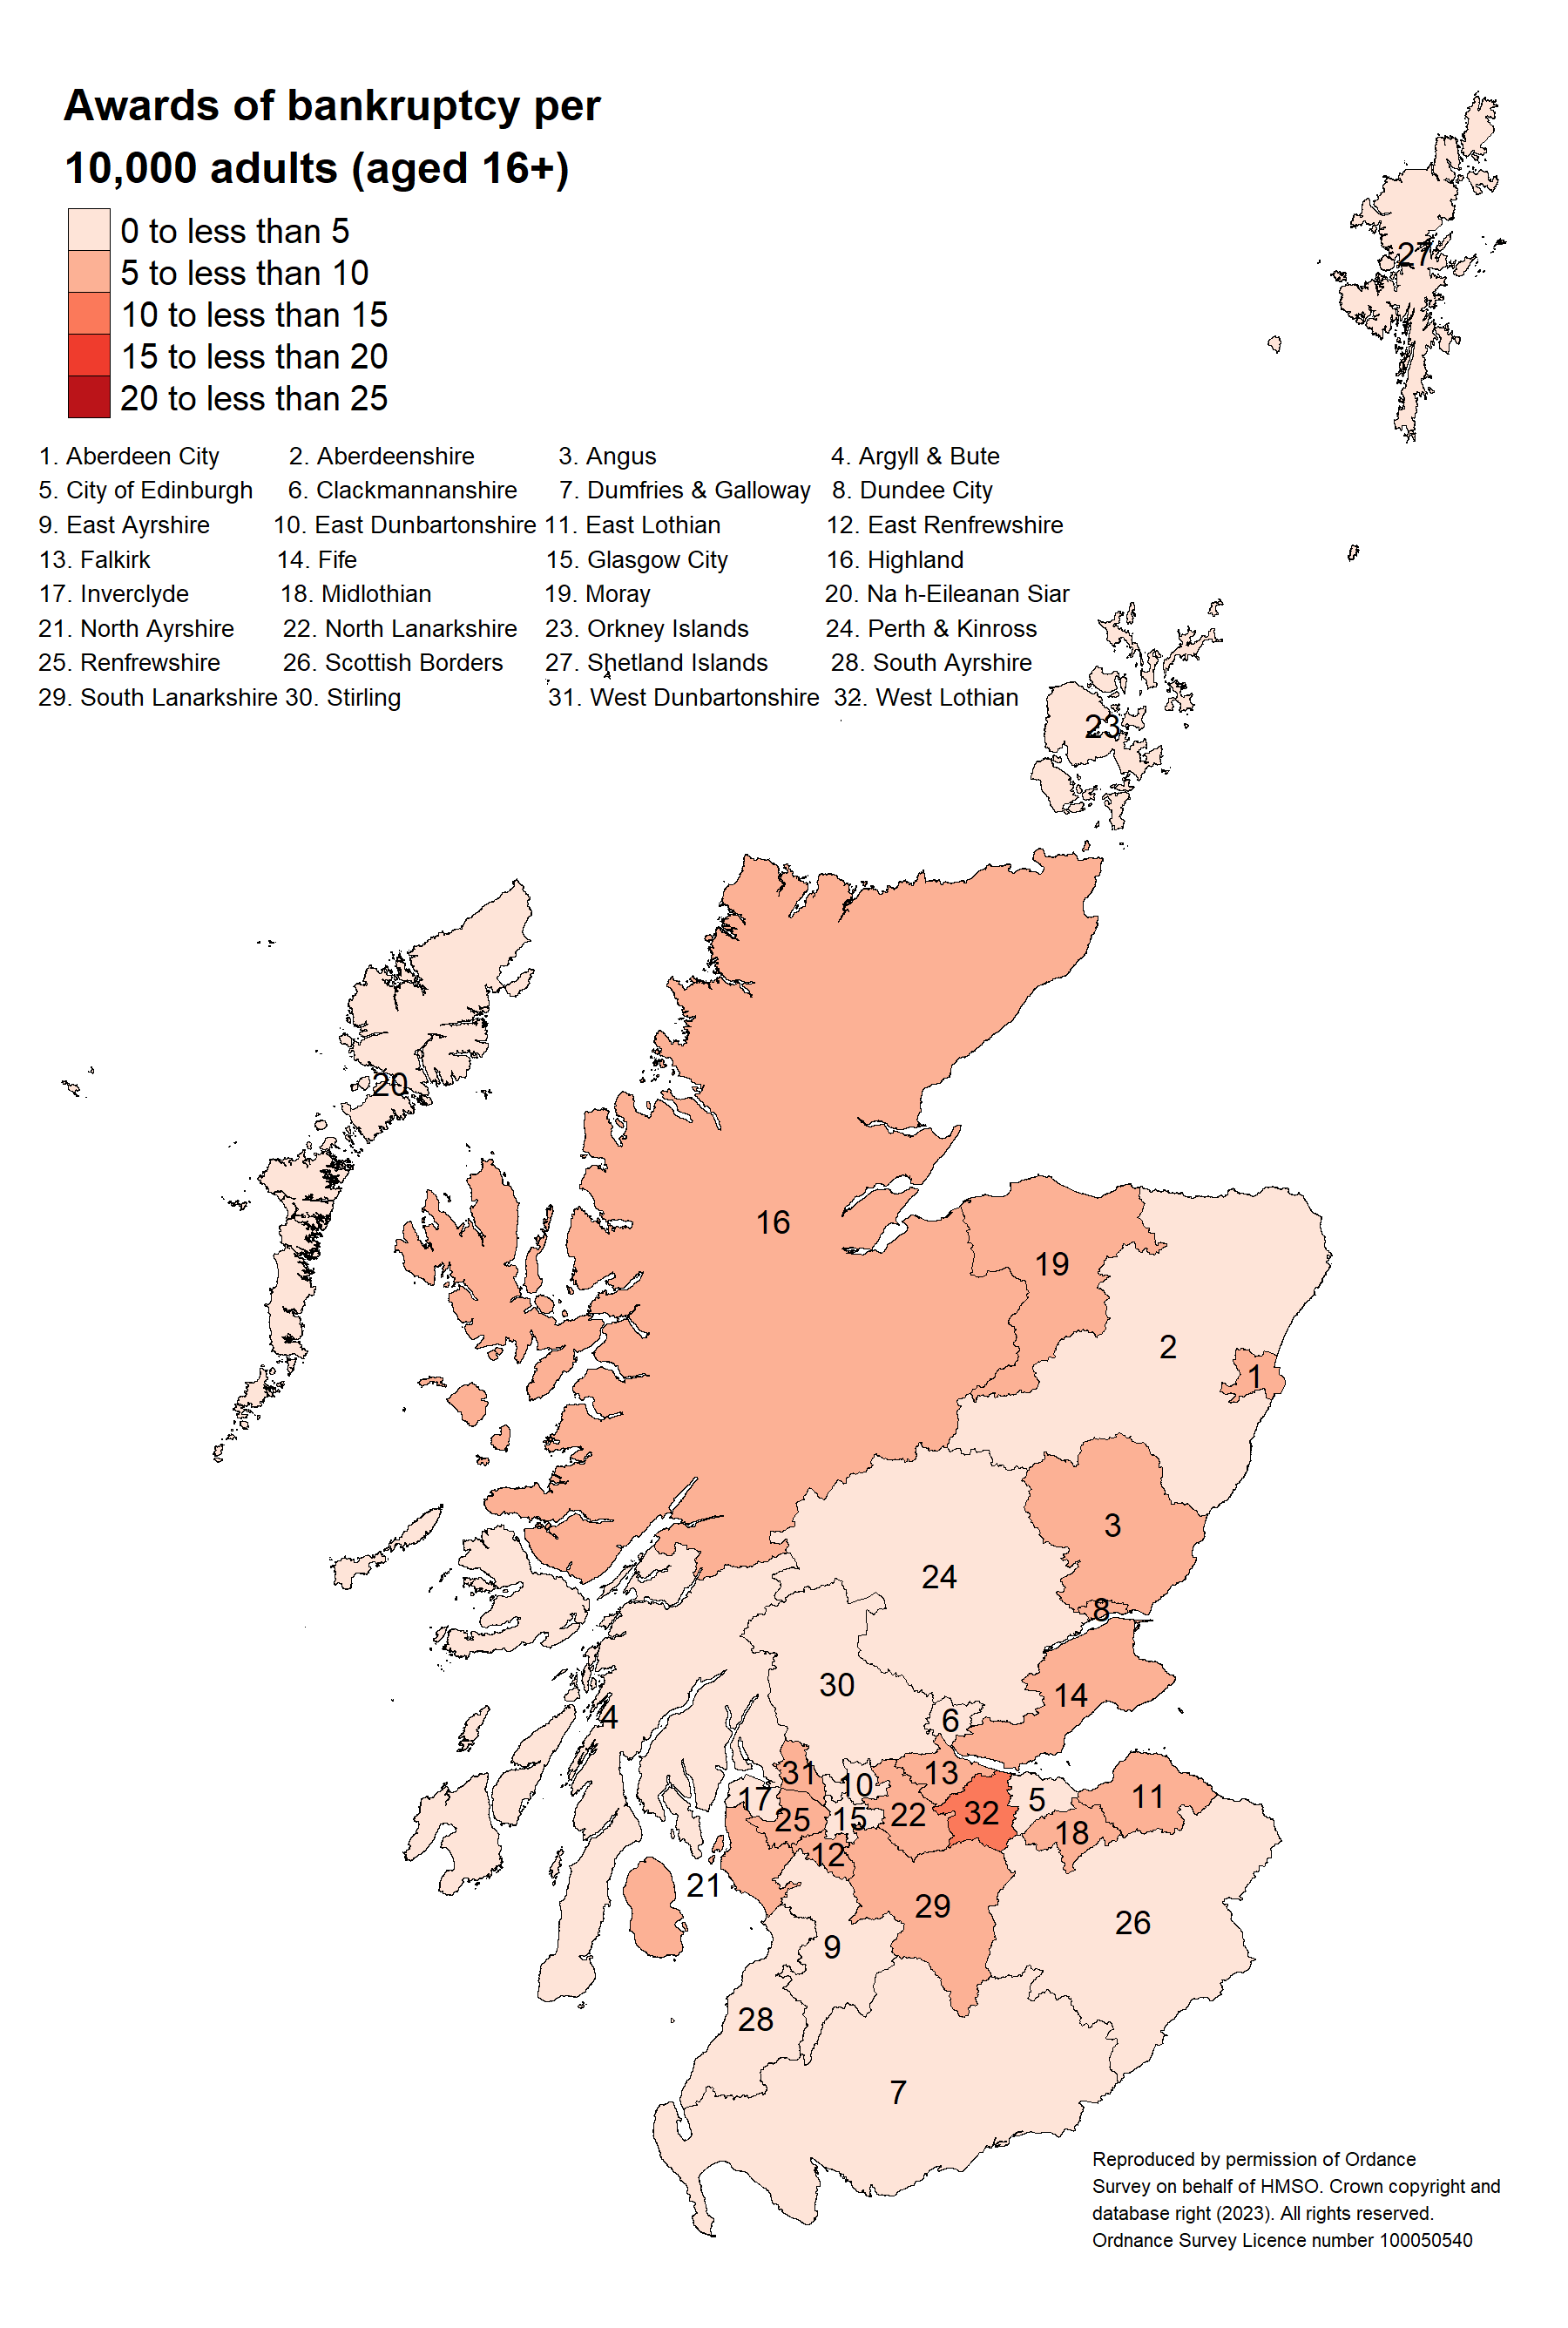 Awards of bankruptcy per
10,000 adults (aged 16+)
0 to less than 5
5 to less than 10
10 to less than 15
15 to less than 20
20 to less than 25
1. Aberdeen City 2. Aberdeenshire 3. Angus 4. Argyll & Bute
5. City of Edinburgh 6. Clackmannanshire 7. Dumfries & Galloway 8. Dundee City
9. East Ayrshire 10. East Dunbartonshire 11. East Lothian 12. East Renfrewshire
13. Falkirk 14. Fife 15. Glasgow City 16. Highland
17. Inverclyde 18. Midlothian 19. Moray 20. Na h-Eileanan Siar
21. North Ayrshire 22. North Lanarkshire 23. Orkney Islands 24. Perth & Kinross
25. Renfrewshire 26. Scottish Borders 27. Shetland Islands 28. South Ayrshire
29. South Lanarkshire 30. Stirling 31. West Dunbartonshire 32. West Lothian
27
23
20
16
19
2
1
3
24
8
30
14
4
6
31
10
13
17
5
11
25
15
22
32
18
12
21
29
26
9
28
7
Reproduced by permission of Ordance
Survey on behalf of HMSO. Crown copyright and
database right (2023). All rights reserved.
Ordnance Survey Licence number 100050540